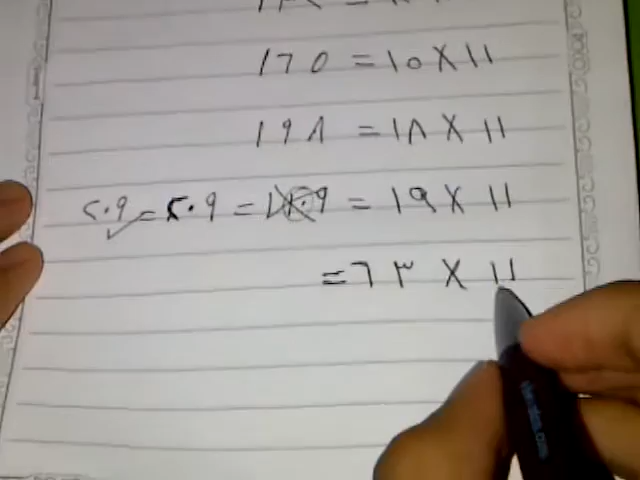 ١١ × ١٥ = ١٦٥
١١ × ١٨ = ١٩٨
١١ × ١٩ = = ٢٠٩ = ٢٠٩
١١ × ٦٣ =